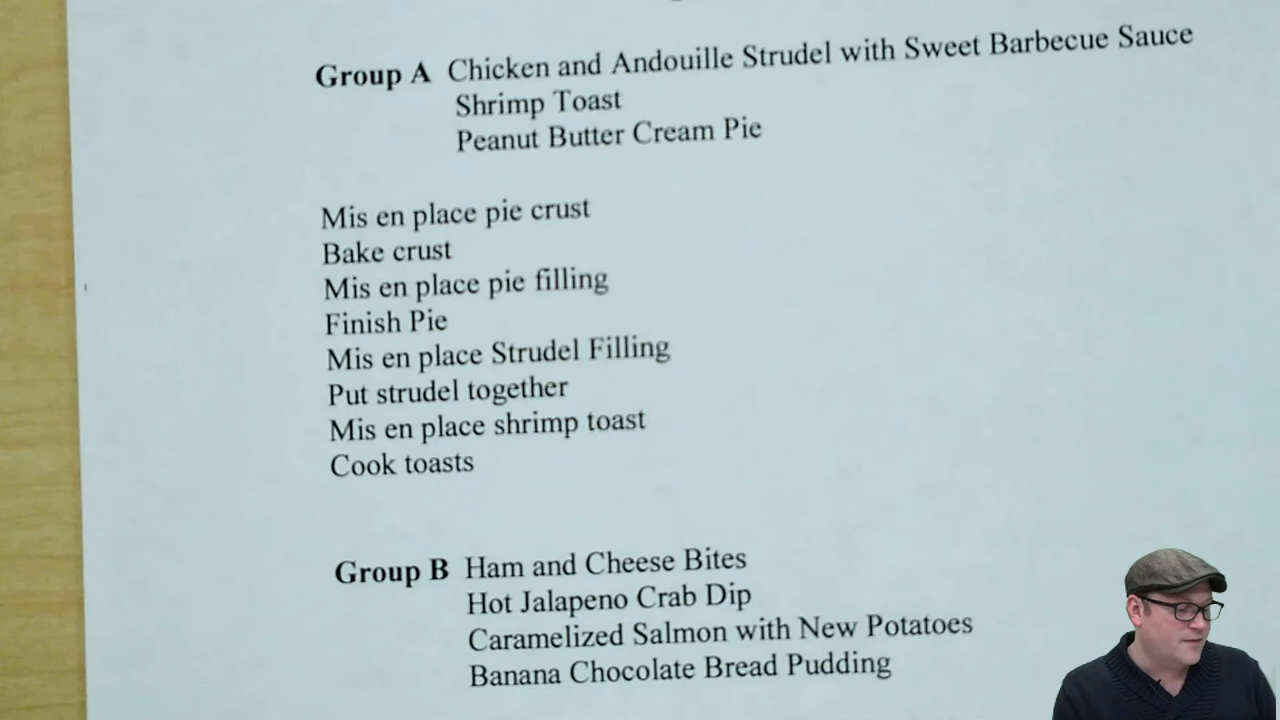 Group A Chicken and Andouille Strudel with Sweet Barbecue Sauce
Shrimp Toast
Peanut Butter Cream Pie
Mis en place pie crust
Bake crust
Mis en place pie filling
Finish Pie
Mis en place Strudel Filling
Put strudel together
Mis en place shrimp toast
Cook toasts
Group B Ham and Cheese Bites
Hot Jalapeno Crab Dip
Caramelized Salmon with New Potatoes
Banana Chocolate Bread Pudding